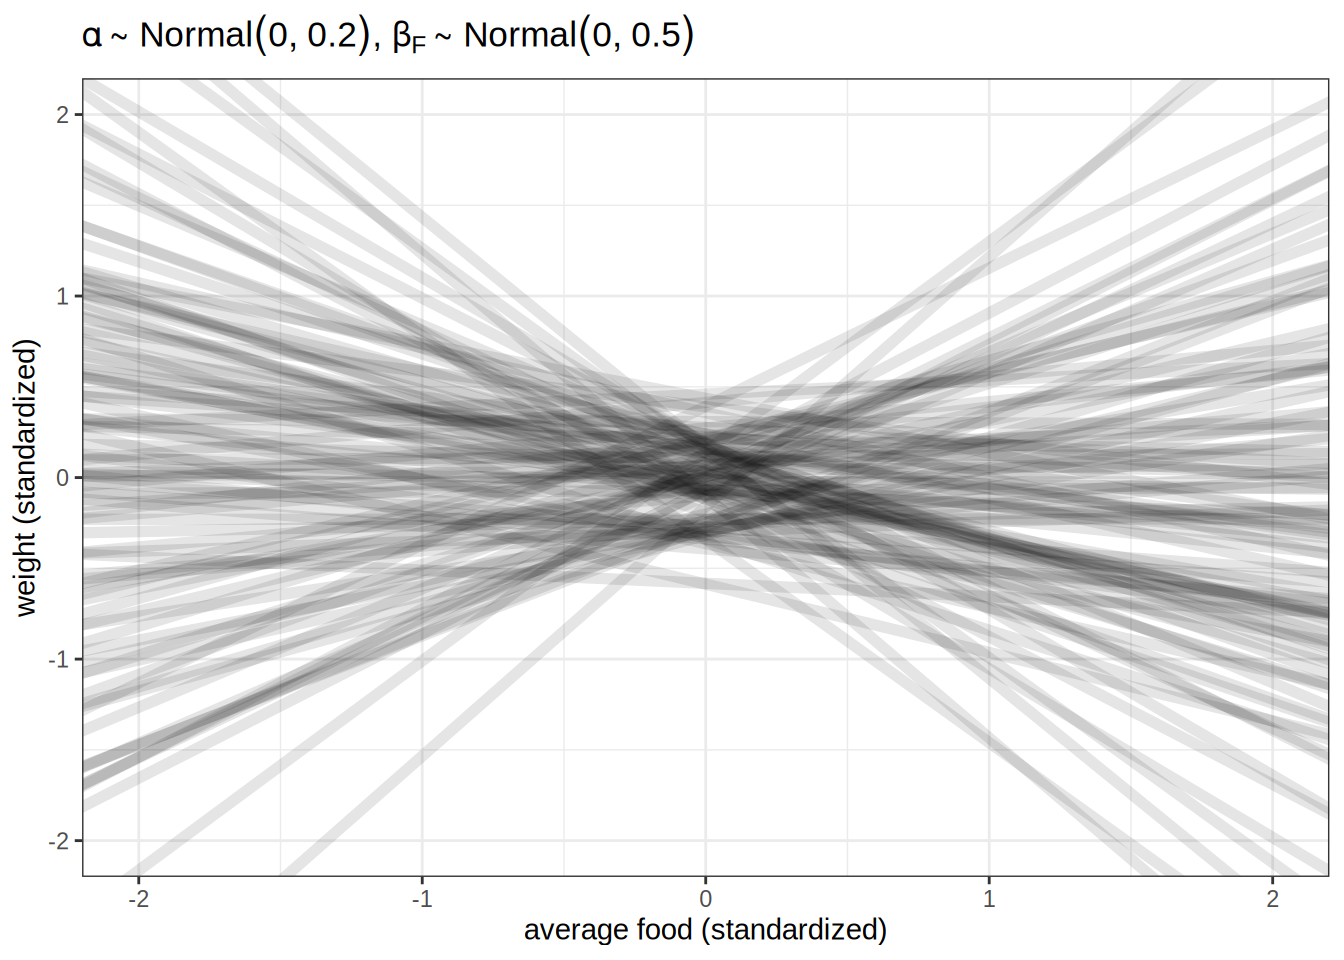 α ~ Normal(0, 0.2), β_F ~ Normal(0, 0.5)
2
1
0
-1
-2
weight (standardized)
-2 -1 0 1 2
average food (standardized)